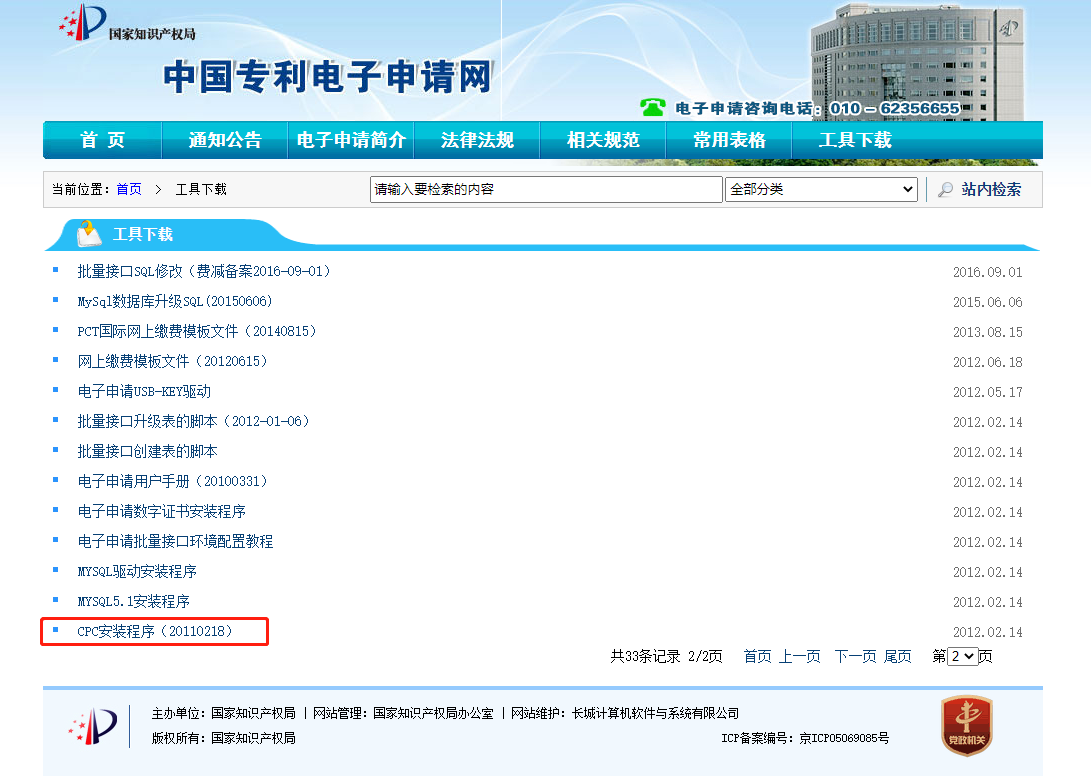 国家知识产权局
中国专利电子申请网
电子申请咨询电话：010－62356655
首 页 通知公告 电子申请简介 法律法规 相关规范 常用表格 工具下载
当前位置：首页 > 工具下载 请输入要检索的内容 全部分类 站内检索
工具下载
批量接口SQL修改（费减备案2016-09-01） 2016.09.01
MySql数据库升级SQL(20150606) 2015.06.06
PCT国际网上缴费模板文件（20140815） 2013.08.15
网上缴费模板文件（20120615） 2012.06.18
电子申请USB-KEY驱动 2012.05.17
批量接口升级表的脚本（2012-01-06） 2012.02.14
批量接口创建表的脚本 2012.02.14
电子申请用户手册（20100331） 2012.02.14
电子申请数字证书安装程序 2012.02.14
电子申请批量接口环境配置教程 2012.02.14
MYSQL驱动安装程序 2012.02.14
MYSQL5.1安装程序 2012.02.14
CPC安装程序（20110218） 2012.02.14
共33条记录 2/2页 首页 上一页 下一页 尾页 第2页
主办单位：国家知识产权局 | 网站管理：国家知识产权局办公室 | 网站维护：长城计算机软件与系统有限公司
版权所有：国家知识产权局 ICP备案编号：京ICP05069085号
党政机关